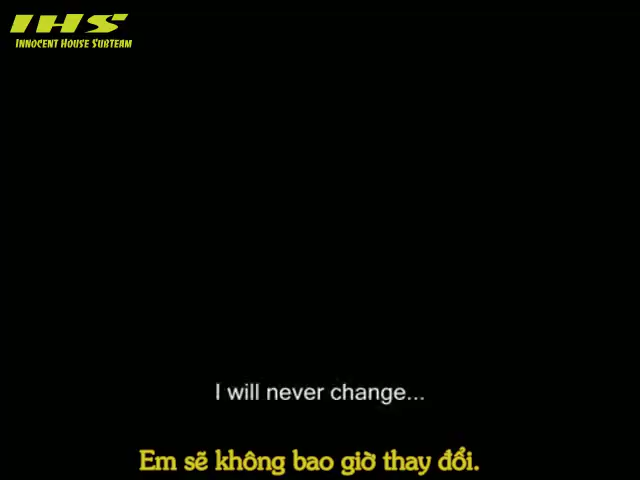 IHS
INNOCENT HOUSE SUBTEAM
I will never change...
Em sẽ không bao giờ thay đổi.